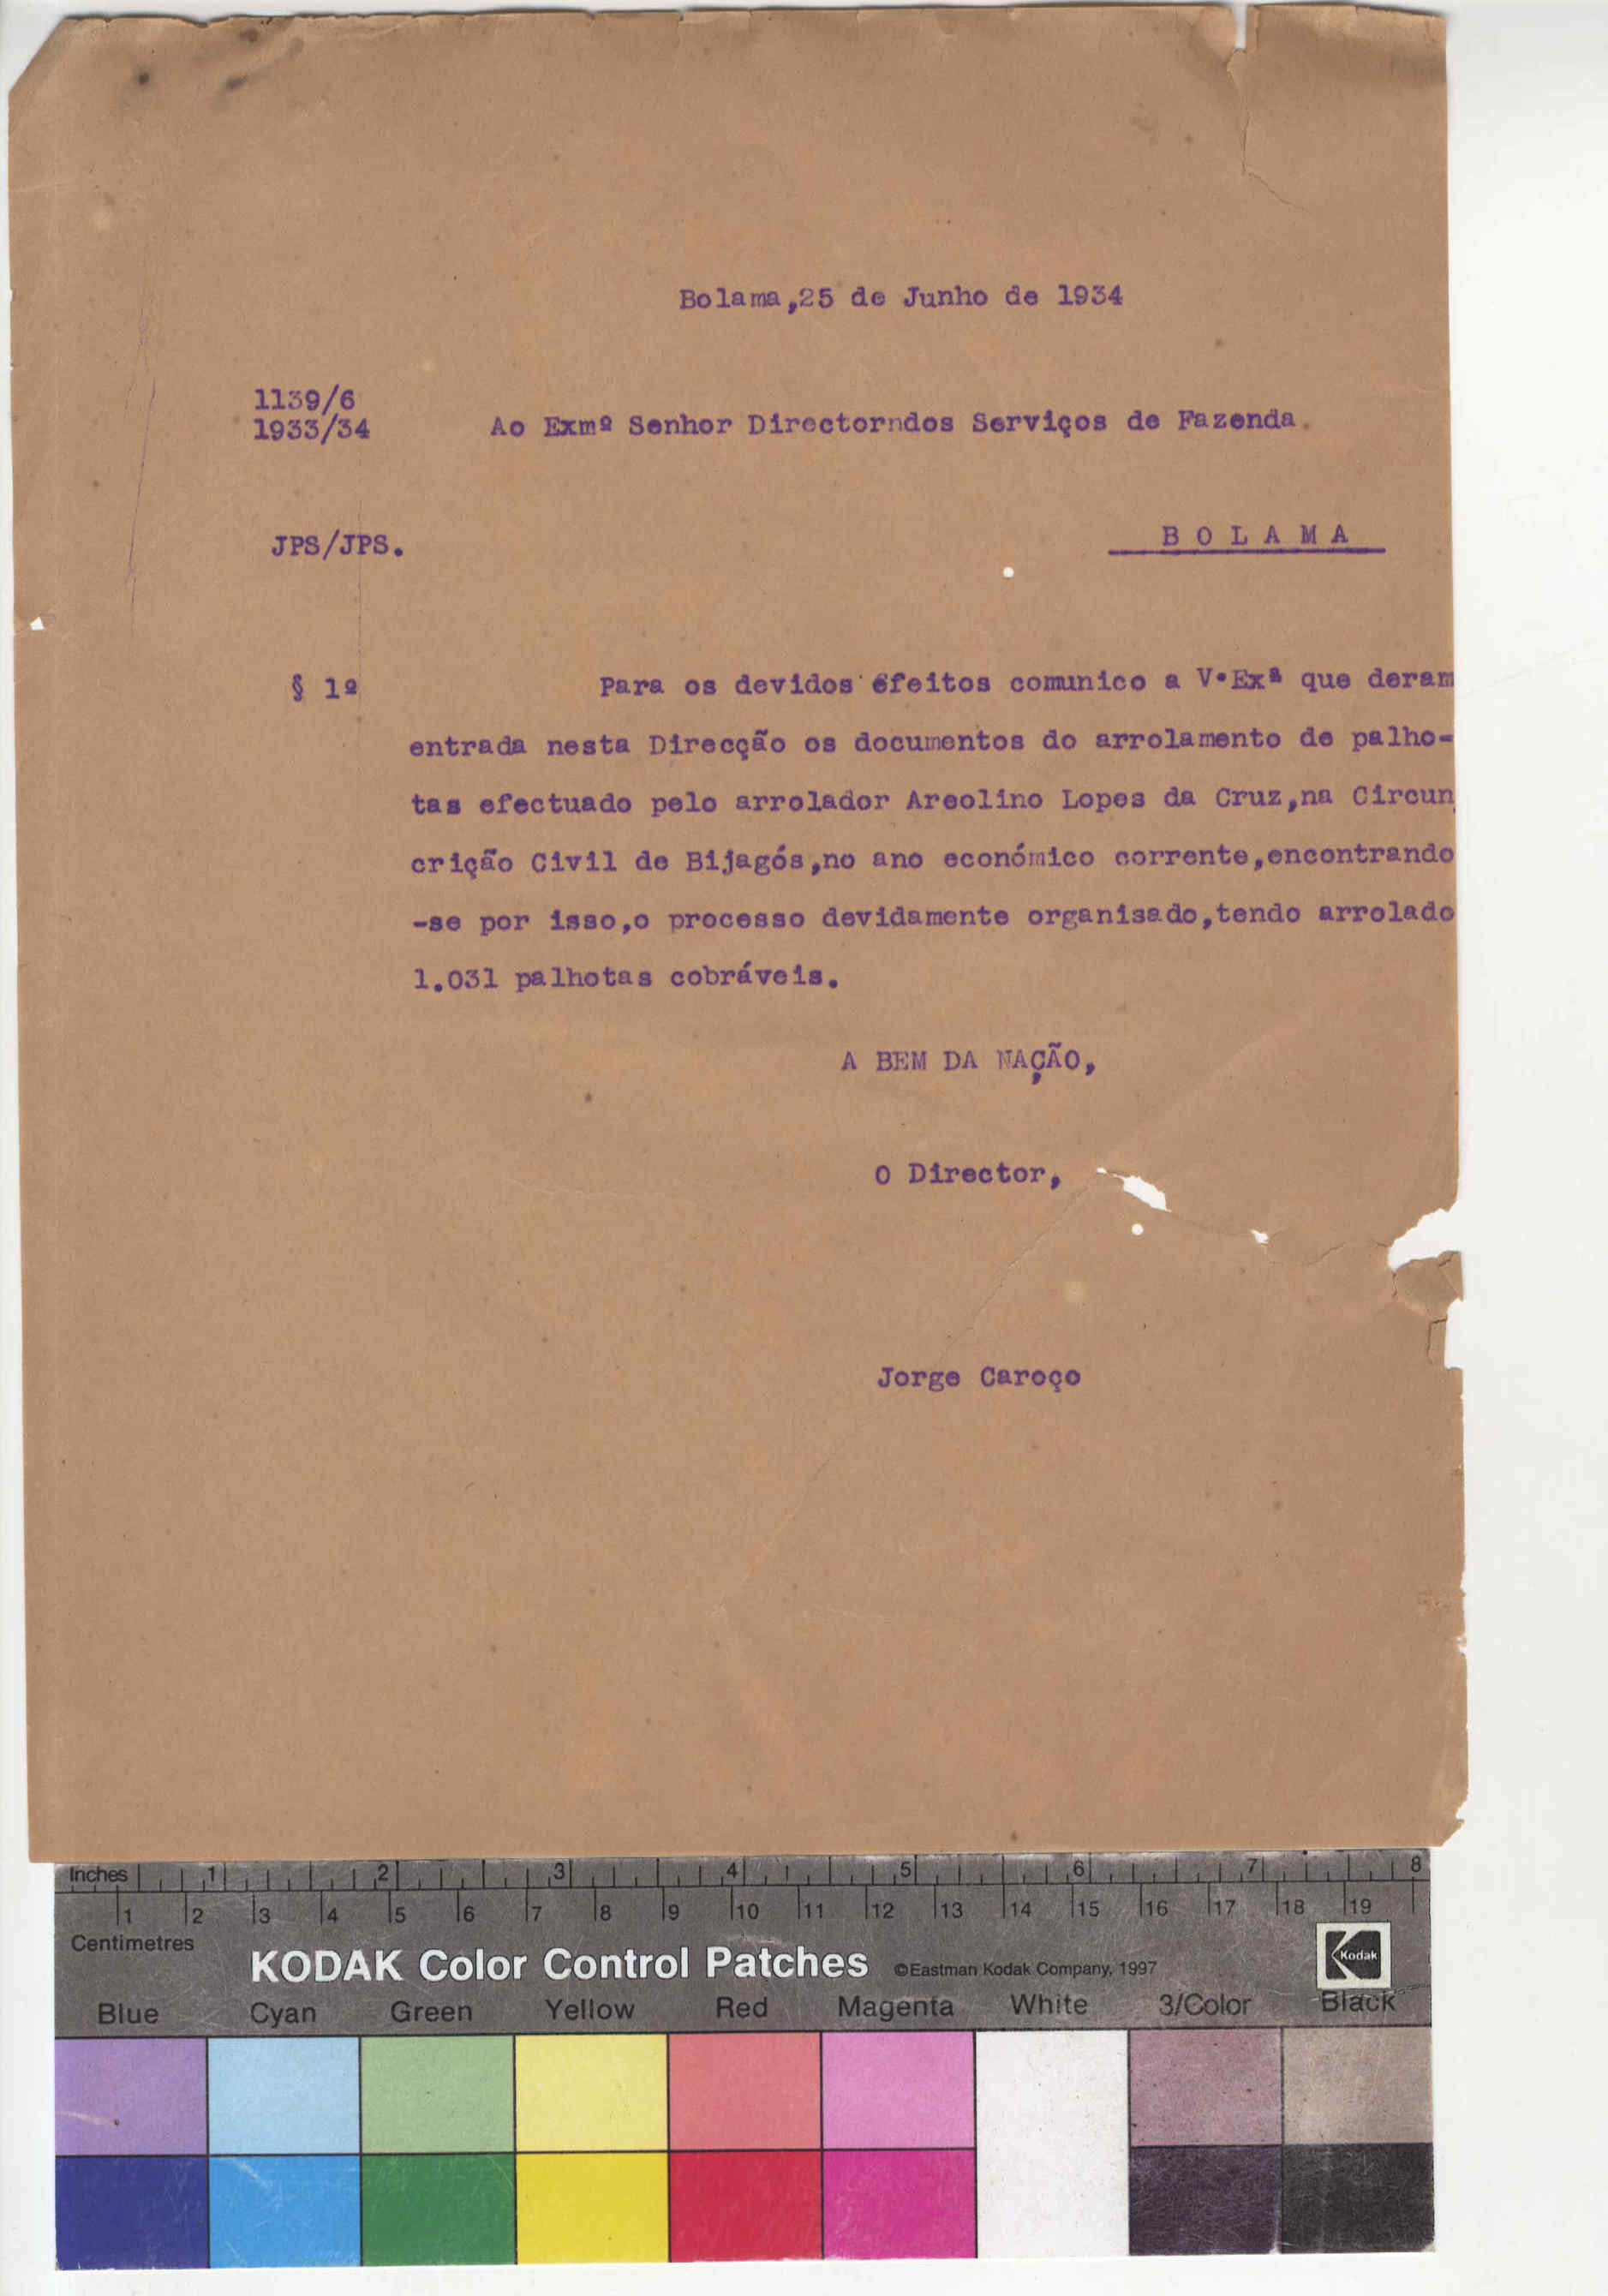 Bolama,25 de Junho de 1934
1139/6
1933/34
Ao Exmº Senhor Directorndos Serviços de Fazenda.
JPS/JPS.
B O L A M A
§ 1º
Para os devidos efeitos comunico a V.Exª que deram
entrada nesta Direcção os documentos do arrolamento de palho-
tas efectuado pelo arrolador Areolino Lopes da Cruz,na Circun
crição Civil de Bijagós,no ano económico corrente,encontrando
-se por isso,o processo devidamente organisado,tendo arrolado
1.031 palhotas cobráveis.
A BEM DA NAÇÃO,
O Director,
Jorge Caroço
Inches 1 2 3 4 5 6 7 8
1 2 3 4 5 6 7 8 9 10 11 12 13 14 15 16 17 18 19
Centimetres
KODAK Color Control Patches ©Eastman Kodak Company, 1997 Kodak
Blue Cyan Green Yellow Red Magenta White 3/Color Black